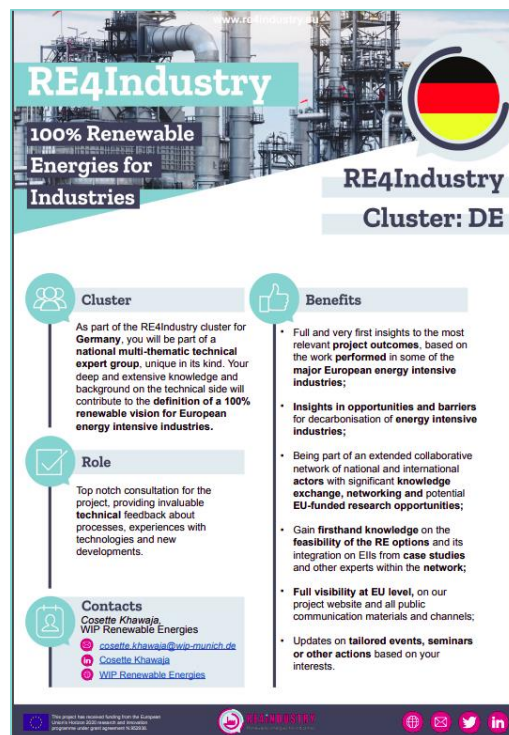 www.re4industry.eu
RE4Industry
100% Renewable
Energies for
Industries
RE4Industry
Cluster: DE
Cluster
As part of the RE4Industry cluster for
Germany, you will be part of a
national multi-thematic technical
expert group, unique in its kind. Your
deep and extensive knowledge and
background on the technical side will
contribute to the definition of a 100%
renewable vision for European
energy intensive industries.
Role
Top notch consultation for the
project, providing invaluable
technical feedback about
processes, experiences with
technologies and new
developments.
Contacts
Cosette Khawaja,
WIP Renewable Energies
cosette.khawaja@wip-munich.de
Cosette Khawaja
WIP Renewable Energies
Benefits
• Full and very first insights to the most
relevant project outcomes, based on
the work performed in some of the
major European energy intensive
industries;
• Insights in opportunities and barriers
for decarbonisation of energy intensive
industries;
• Being part of an extended collaborative
network of national and international
actors with significant knowledge
exchange, networking and potential
EU-funded research opportunities;
• Gain firsthand knowledge on the
feasibility of the RE options and its
integration on EIIs from case studies
and other experts within the network;
• Full visibility at EU level, on our
project website and all public
communication materials and channels;
• Updates on tailored events, seminars
or other actions based on your
interests.
This project has received funding from the European
Union's Horizon 2020 research and innovation
programme under grant agreement N.952936.
RE4INDUSTRY